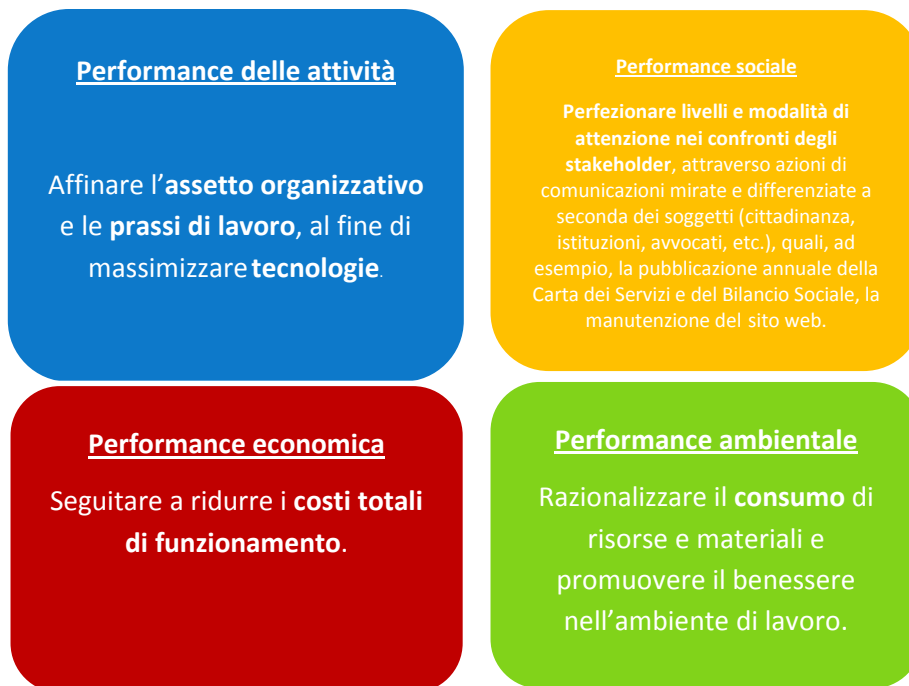 Performance delle attività
Affinare l'assetto organizzativo
e le prassi di lavoro, al fine di
massimizzare tecnologie.
Performance sociale
Perfezionare livelli e modalità di
attenzione nei confronti degli
stakeholder, attraverso azioni di
comunicazioni mirate e differenziate a
seconda dei soggetti (cittadinanza,
istituzioni, avvocati, etc.), quali, ad
esempio, la pubblicazione annuale della
Carta dei Servizi e del Bilancio Sociale, la
manutenzione del sito web.
Performance economica
Seguitare a ridurre i costi totali
di funzionamento.
Performance ambientale
Razionalizzare il consumo di
risorse e materiali e
promuovere il benessere
nell'ambiente di lavoro.